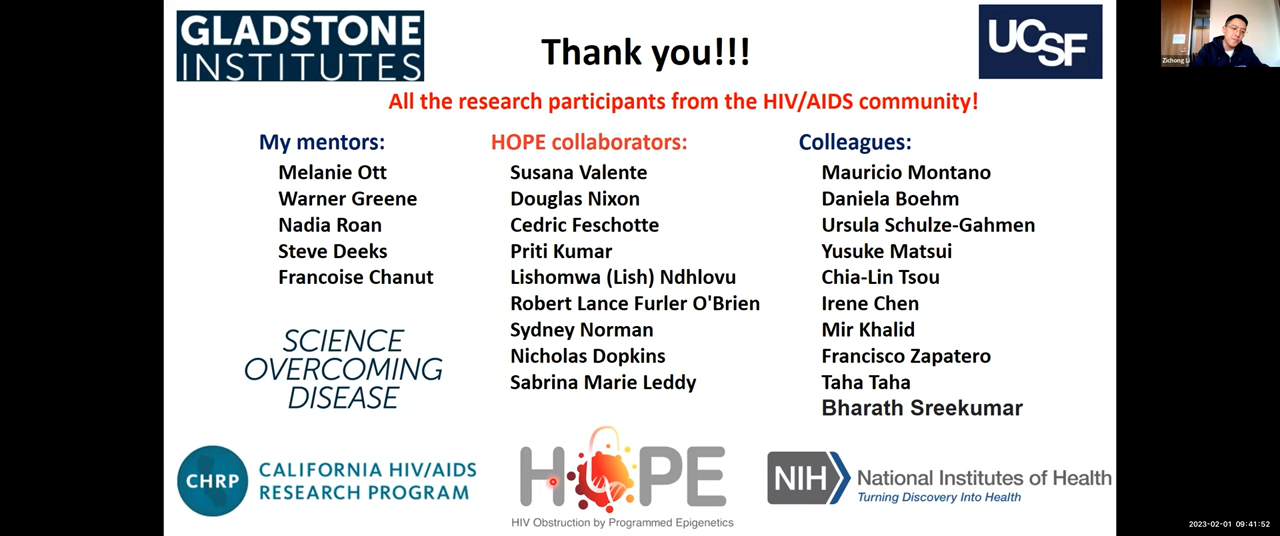 GLADSTONE
INSTITUTES
Thank you!!!
UCSF
All the research participants from the HIV/AIDS community!
My mentors:
Melanie Ott
Warner Greene
Nadia Roan
Steve Deeks
Francoise Chanut
SCIENCE
OVERCOMING
DISEASE
HOPE collaborators:
Susana Valente
Douglas Nixon
Cedric Feschotte
Priti Kumar
Lishomwa (Lish) Ndhlovu
Robert Lance Furler O'Brien
Sydney Norman
Nicholas Dopkins
Sabrina Marie Leddy
Colleagues:
Mauricio Montano
Daniela Boehm
Ursula Schulze-Gahmen
Yusuke Matsui
Chia-Lin Tsou
Irene Chen
Mir Khalid
Francisco Zapatero
Taha Taha
Bharath Sreekumar
CHRP
CALIFORNIA HIV/AIDS
RESEARCH PROGRAM
HOPE
HIV Obstruction by Programmed Epigenetics
NIH
National Institutes of Health
Turning Discovery Into Health
Zichong Li
2023-02-01 09:41:52